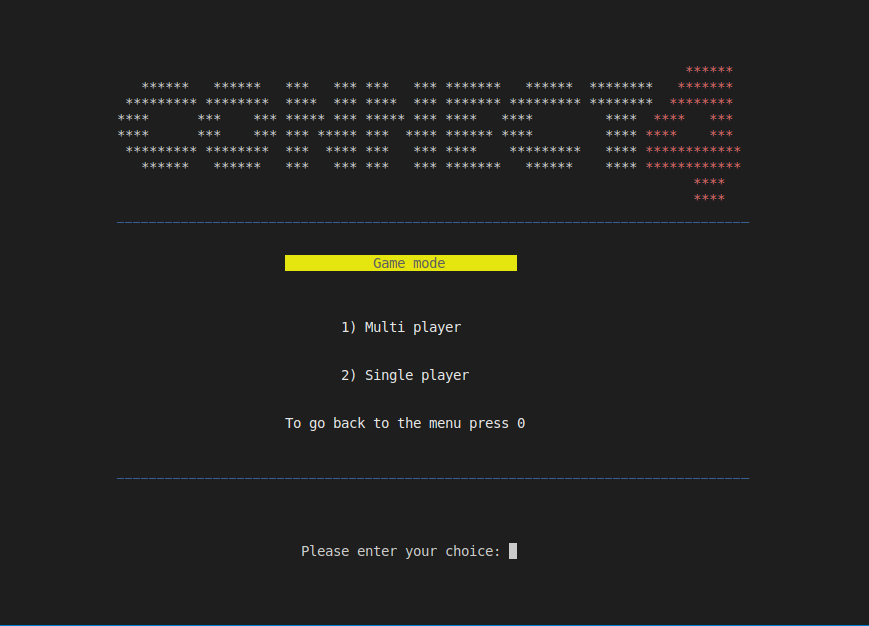 CONNECT4
Game mode
1) Multi player
2) Single player
To go back to the menu press 0
Please enter your choice: